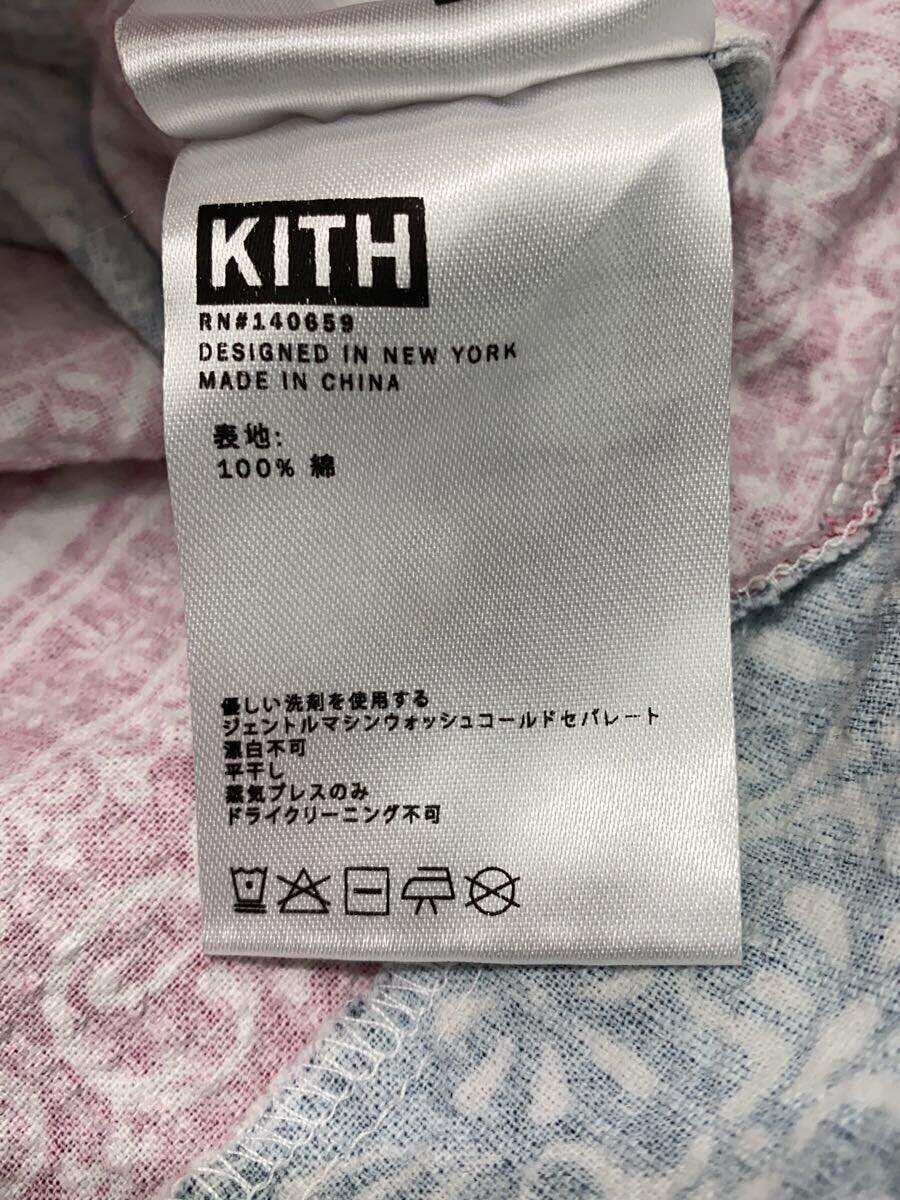 KITH
RN#140659
DESIGNED IN NEW YORK
MADE IN CHINA
表地:
100% 綿
優しい洗剤を使用する
ジェントルマシンウォッシュコールドセパレート
漂白不可
平干し
蒸気プレスのみ
ドライクリーニング不可